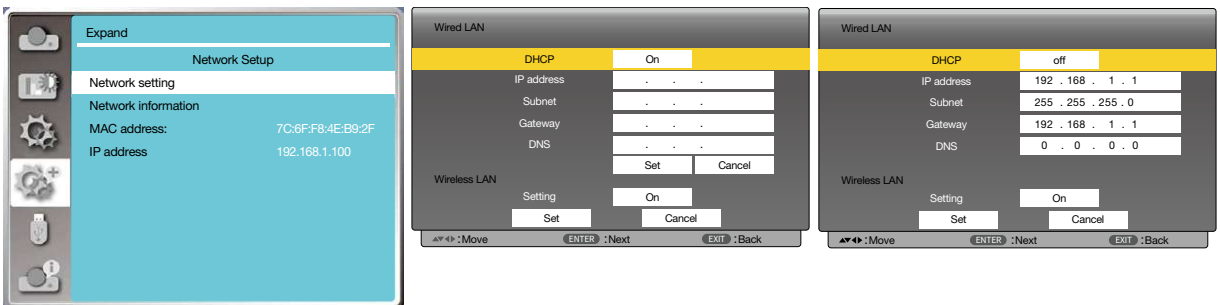 Expand
Network Setup
Network setting
Network information
MAC address: 7C:6F:F8:4E:B9:2F
IP address 192.168.1.100
Wired LAN
DHCP On
IP address . . .
Subnet . . .
Gateway . . .
DNS . . .
Set Cancel
Wireless LAN
Setting On
Set Cancel
▲▼◀▶ :Move ENTER :Next EXIT :Back
Wired LAN
DHCP off
IP address 192 . 168 . 1 . 1
Subnet 255 . 255 . 255 . 0
Gateway 192 . 168 . 1 . 1
DNS 0 . 0 . 0 . 0
Wireless LAN
Setting On
Set Cancel
▲▼◀▶ :Move ENTER :Next EXIT :Back